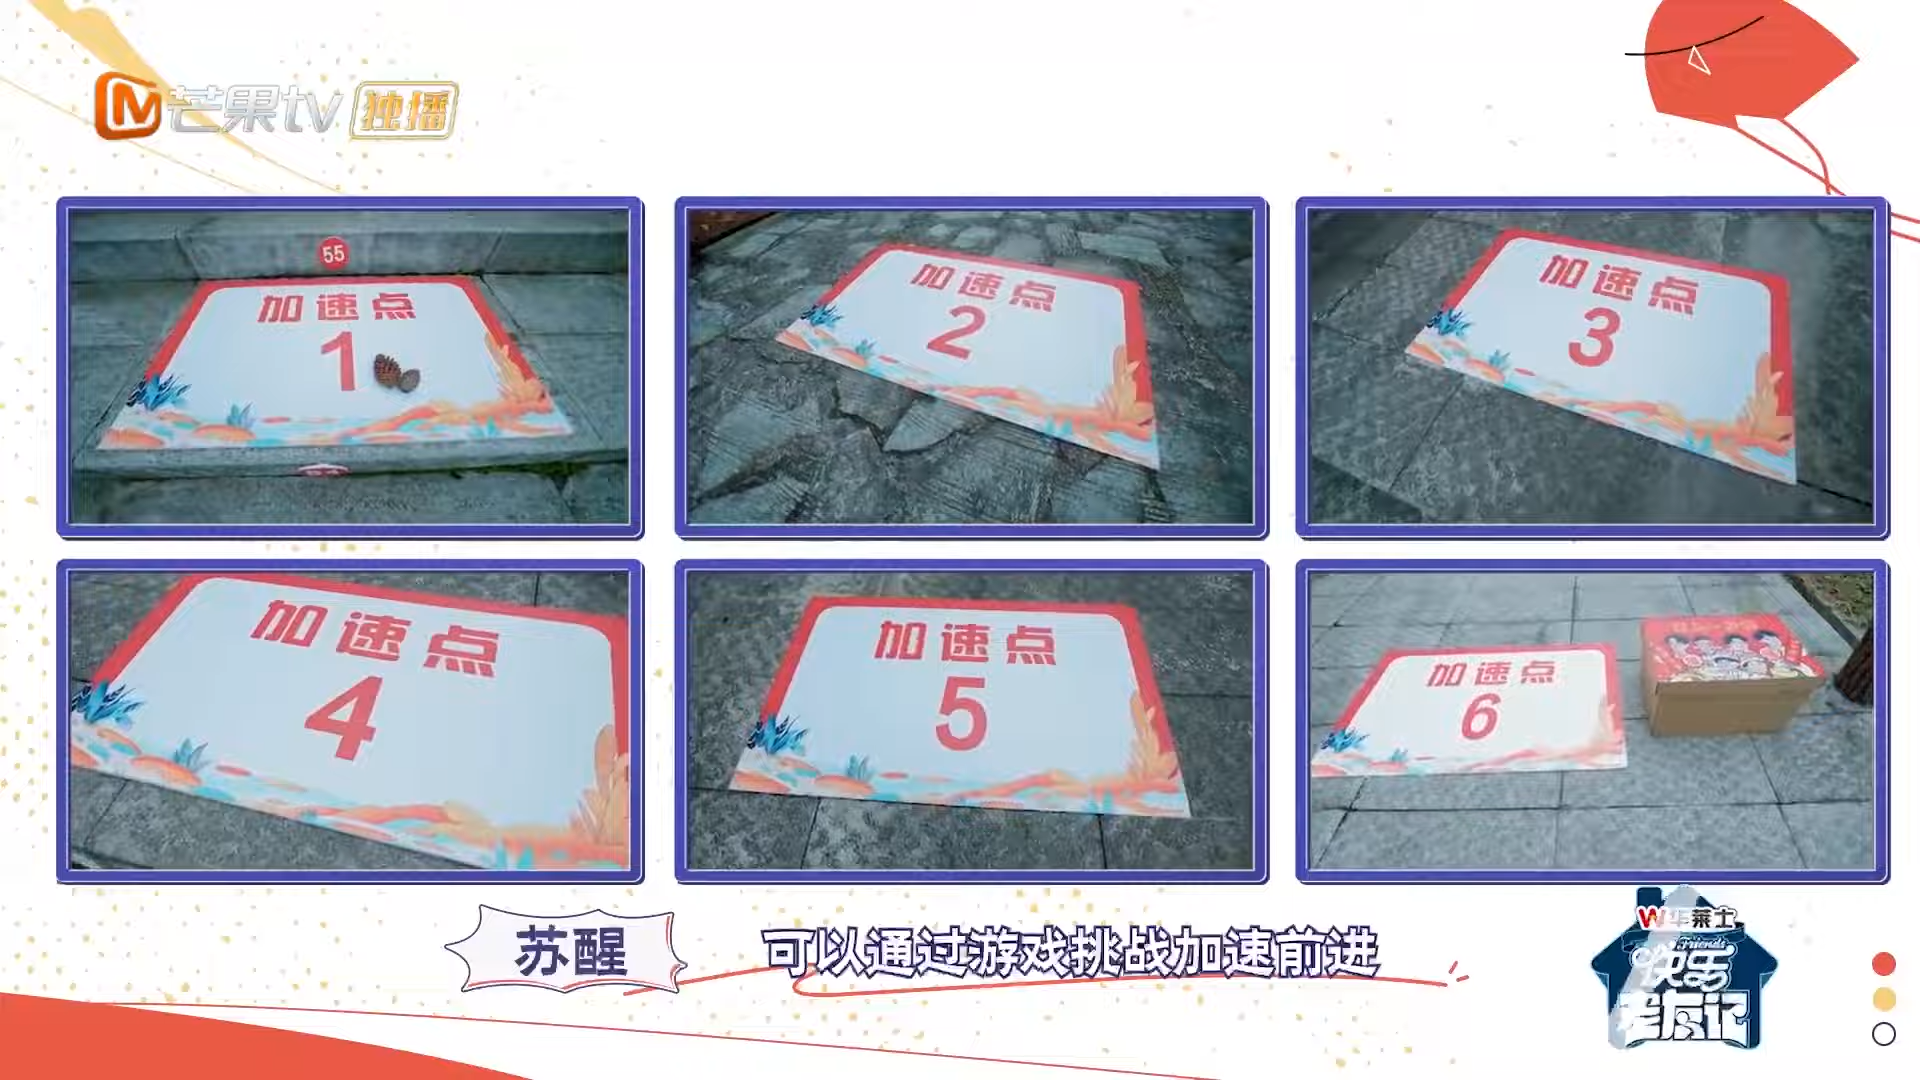 芒果tv 独播
55
加速点
1
加速点
2
加速点
3
加速点
4
加速点
5
加速点
6
苏醒
可以通过游戏挑战加速前进
W华莱士
Friends
快乐
老友记